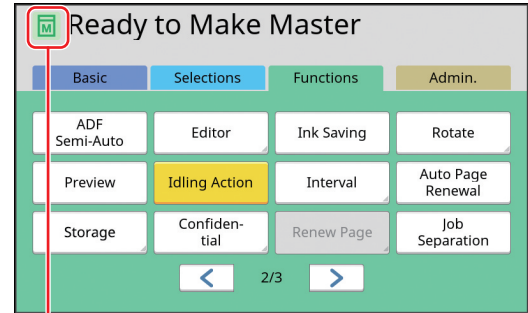 M Ready to Make Master
Basic Selections Functions Admin.
ADF
Semi-Auto
Editor
Ink Saving
Rotate
Preview
Idling Action
Interval
Auto Page
Renewal
Storage
Confiden-
tial
Renew Page
Job
Separation
< 2/3 >